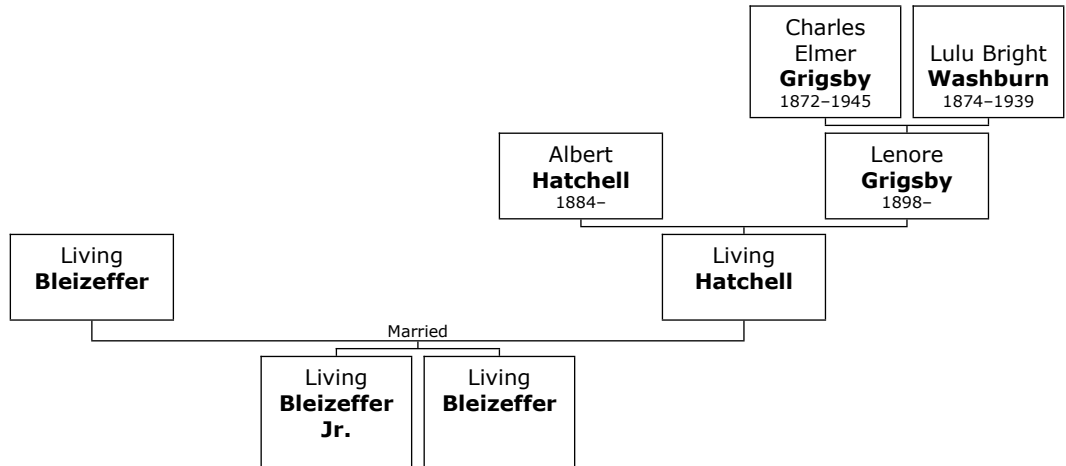 Charles
Elmer
Grigsby
1872–1945
Lulu Bright
Washburn
1874–1939
Albert
Hatchell
1884–
Lenore
Grigsby
1898–
Living
Bleizeffer
Living
Hatchell
Married
Living
Bleizeffer
Jr.
Living
Bleizeffer